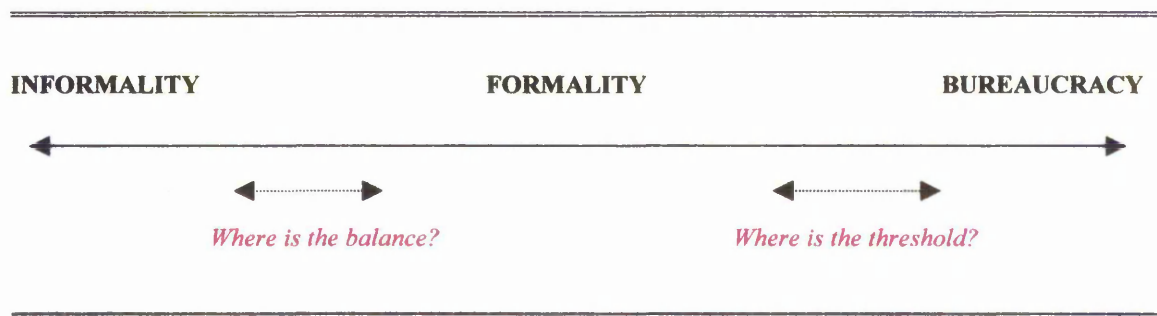 INFORMALITY FORMALITY BUREAUCRACY
Where is the balance? Where is the threshold?